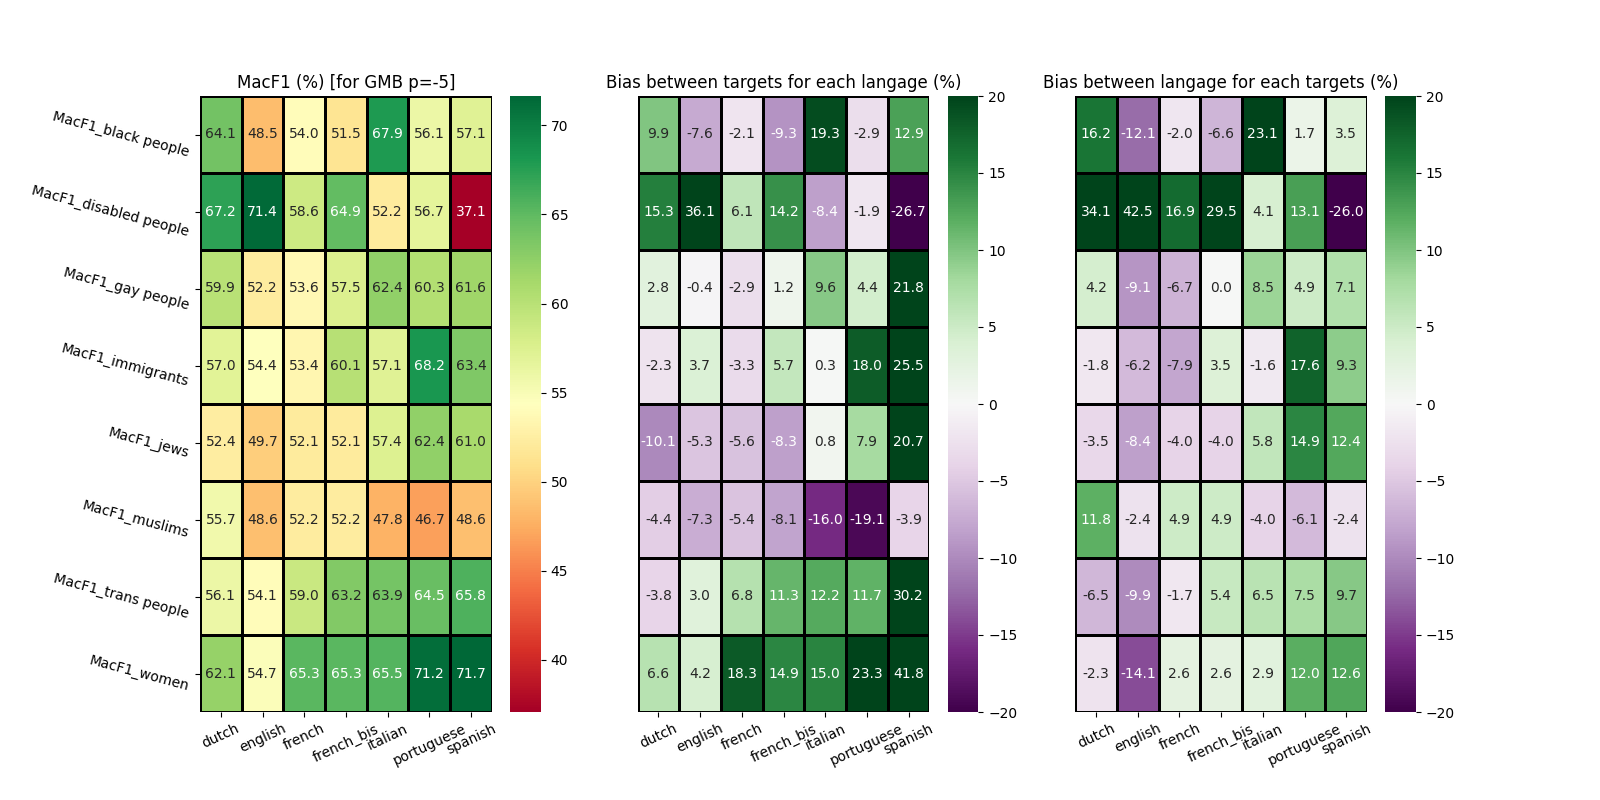 MacF1 (%) [for GMB p=-5]
MacF1_black people 64.1 48.5 54.0 51.5 67.9 56.1 57.1
MacF1_disabled people 67.2 71.4 58.6 64.9 52.2 56.7 37.1
MacF1_gay people 59.9 52.2 53.6 57.5 62.4 60.3 61.6
MacF1_immigrants 57.0 54.4 53.4 60.1 57.1 68.2 63.4
MacF1_jews 52.4 49.7 52.1 52.1 57.4 62.4 61.0
MacF1_muslims 55.7 48.6 52.2 52.2 47.8 46.7 48.6
MacF1_trans people 56.1 54.1 59.0 63.2 63.9 64.5 65.8
MacF1_women 62.1 54.7 65.3 65.3 65.5 71.2 71.7
dutch english french french_bis italian portuguese spanish
70
65
60
55
50
45
40
Bias between targets for each langage (%)
9.9 -7.6 -2.1 -9.3 19.3 -2.9 12.9
15.3 36.1 6.1 14.2 -8.4 -1.9 -26.7
2.8 -0.4 -2.9 1.2 9.6 4.4 21.8
-2.3 3.7 -3.3 5.7 0.3 18.0 25.5
-10.1 -5.3 -5.6 -8.3 0.8 7.9 20.7
-4.4 -7.3 -5.4 -8.1 -16.0 -19.1 -3.9
-3.8 3.0 6.8 11.3 12.2 11.7 30.2
6.6 4.2 18.3 14.9 15.0 23.3 41.8
dutch english french french_bis italian portuguese spanish
20
15
10
5
0
−5
−10
−15
−20
Bias between langage for each targets (%)
16.2 -12.1 -2.0 -6.6 23.1 1.7 3.5
34.1 42.5 16.9 29.5 4.1 13.1 -26.0
4.2 -9.1 -6.7 0.0 8.5 4.9 7.1
-1.8 -6.2 -7.9 3.5 -1.6 17.6 9.3
-3.5 -8.4 -4.0 -4.0 5.8 14.9 12.4
11.8 -2.4 4.9 4.9 -4.0 -6.1 -2.4
-6.5 -9.9 -1.7 5.4 6.5 7.5 9.7
-2.3 -14.1 2.6 2.6 2.9 12.0 12.6
dutch english french french_bis italian portuguese spanish
20
15
10
5
0
−5
−10
−15
−20